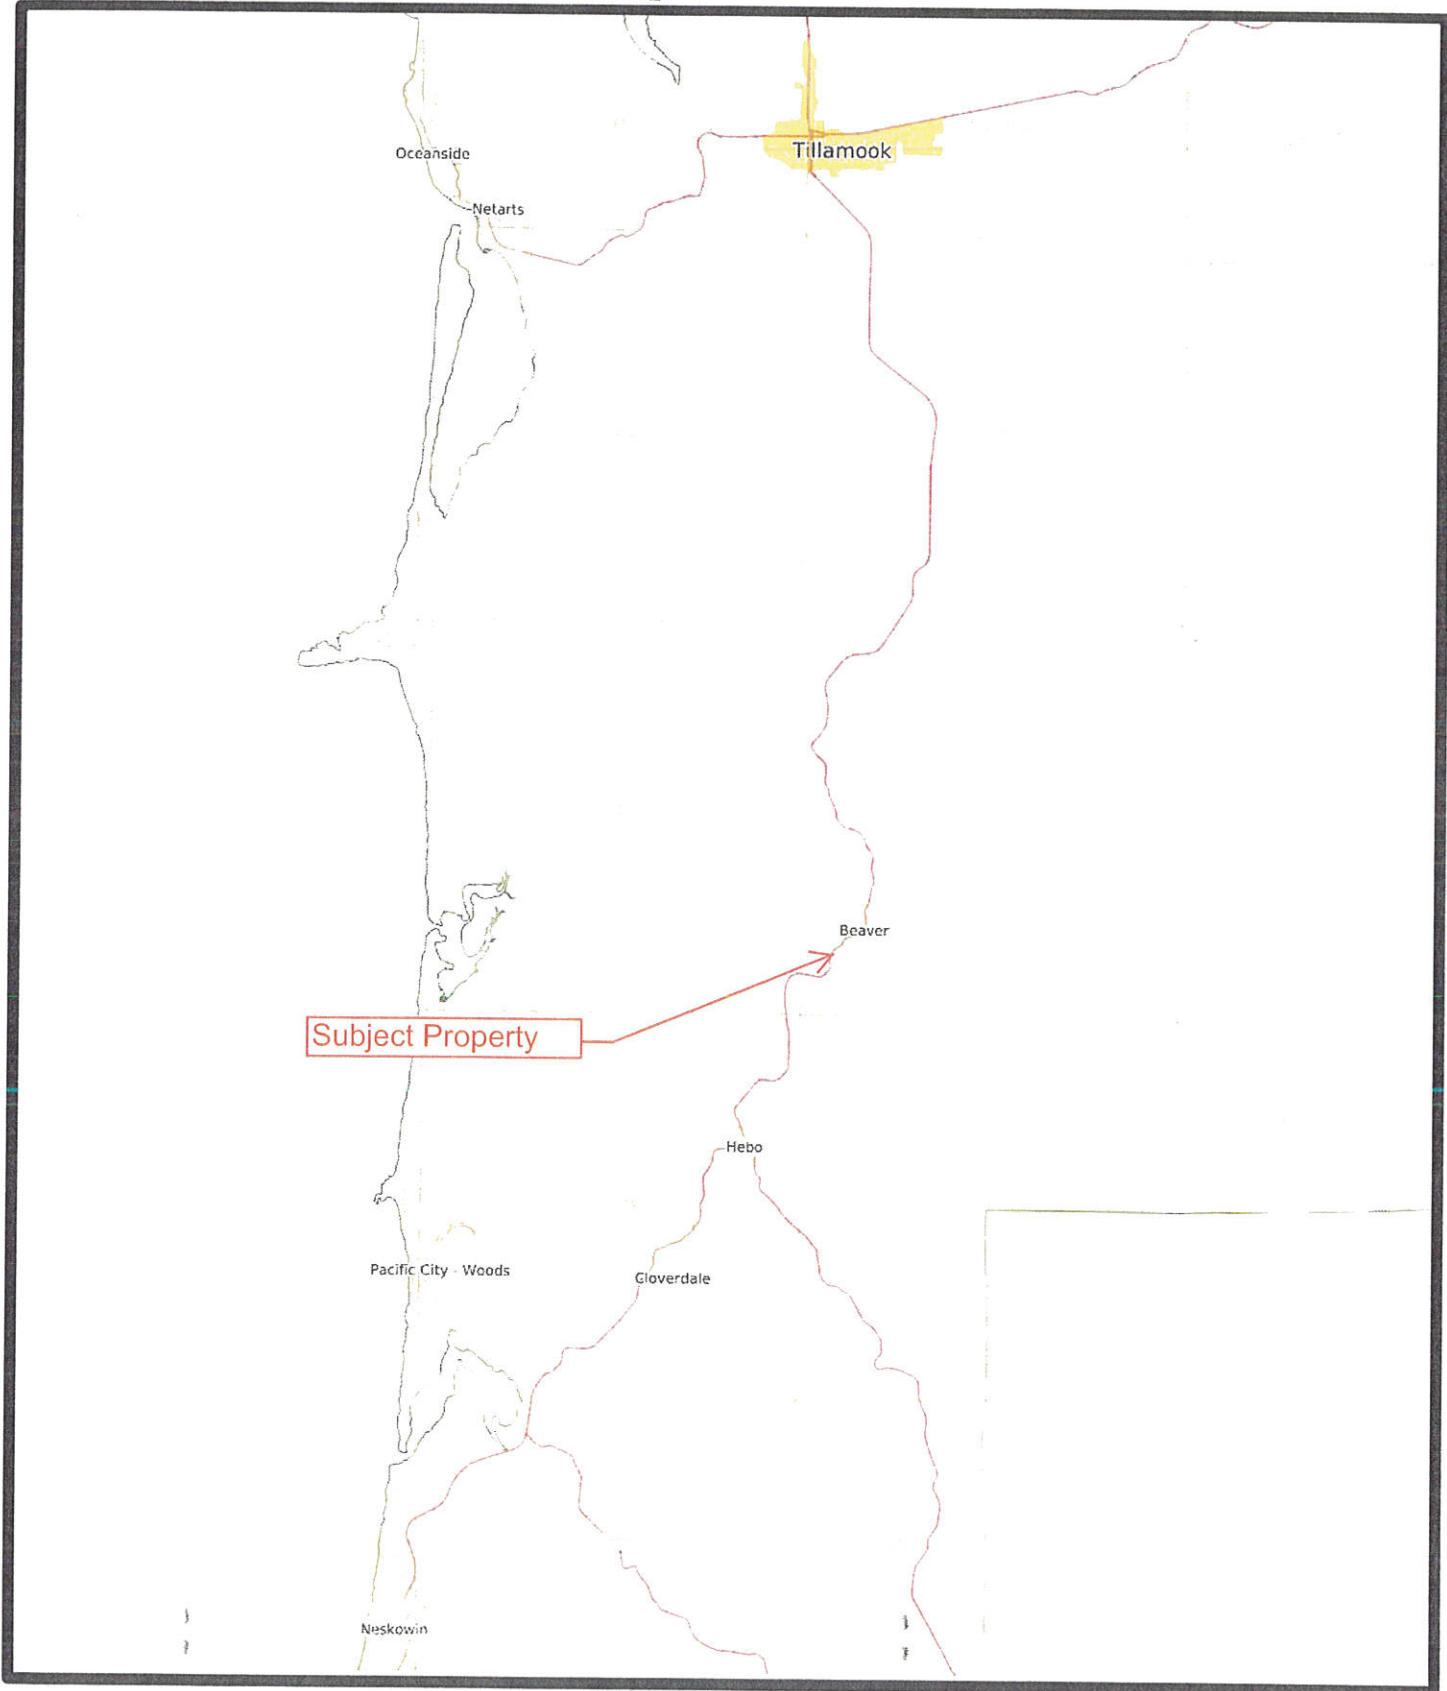 Tillamook
Oceanside
Netarts
Beaver
Subject Property
Hebo
Pacific City - Woods
Cloverdale
Neskowin